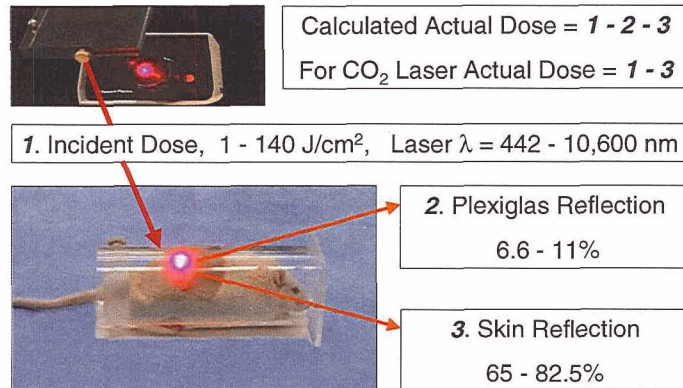 Calculated Actual Dose = 1 - 2 - 3
For CO₂ Laser Actual Dose = 1 - 3
1. Incident Dose, 1 - 140 J/cm², Laser λ = 442 - 10,600 nm
2. Plexiglas Reflection
6.6 - 11%
3. Skin Reflection
65 - 82.5%